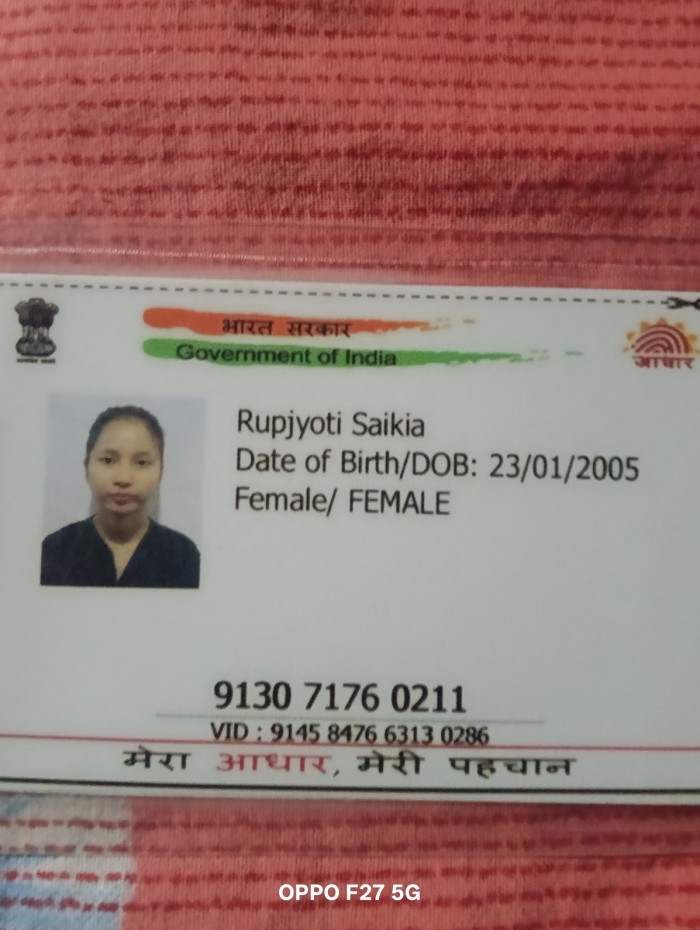 भारत सरकार
Government of India
आधार
Rupjyoti Saikia
Date of Birth/DOB: 23/01/2005
Female/ FEMALE
9130 7176 0211
VID : 9145 8476 6313 0286
मेरा आधार, मेरी पहचान
OPPO F27 5G